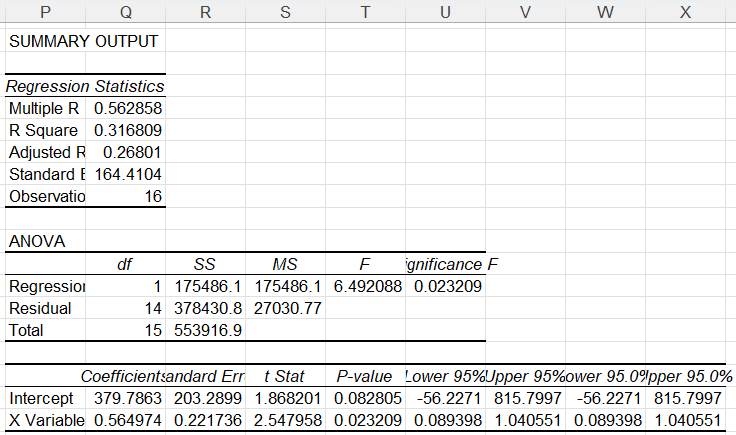 P Q R S T U V W X
SUMMARY OUTPUT
Regression Statistics
Multiple R 0.562858
R Square 0.316809
Adjusted R 0.26801
Standard E 164.4104
Observatio 16
ANOVA
df SS MS F ignificance F
Regression 1 175486.1 175486.1 6.492088 0.023209
Residual 14 378430.8 27030.77
Total 15 553916.9
Coefficients andard Err t Stat P-value Lower 95% Upper 95% ower 95.0% pper 95.0%
Intercept 379.7863 203.2899 1.868201 0.082805 -56.2271 815.7997 -56.2271 815.7997
X Variable 0.564974 0.221736 2.547958 0.023209 0.089398 1.040551 0.089398 1.040551